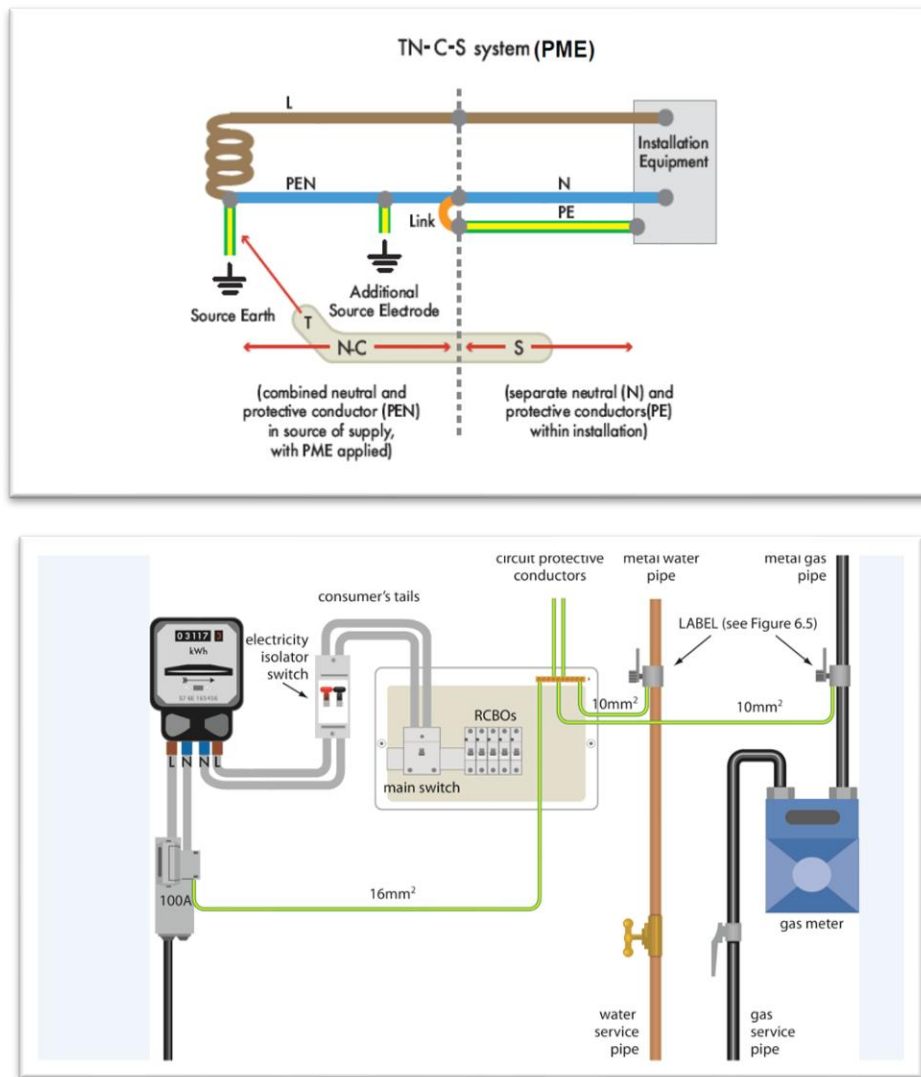 TN-C-S system (PME)
L
PEN
N
Link
PE
Installation
Equipment
Source Earth
Additional
Source Electrode
T
N-C
S
(combined neutral and
protective conductor (PEN)
in source of supply,
with PME applied)
(separate neutral (N) and
protective conductors(PE)
within installation)
circuit protective
conductors
metal water
pipe
metal gas
pipe
consumer's tails
LABEL (see Figure 6.5)
electricity
isolator
switch
03117 3
kWh
RCBOs
10mm²
10mm²
main switch
L N N L
100A
16mm²
gas meter
water
service
pipe
gas
service
pipe